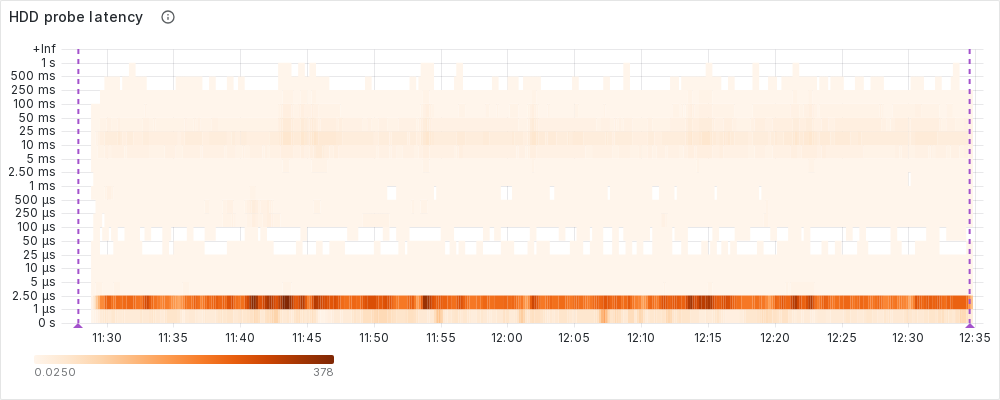 HDD probe latency
+Inf
1 s
500 ms
250 ms
100 ms
50 ms
25 ms
10 ms
5 ms
2.50 ms
1 ms
500 µs
250 µs
100 µs
50 µs
25 µs
10 µs
5 µs
2.50 µs
1 µs
0 s
11:30 11:35 11:40 11:45 11:50 11:55 12:00 12:05 12:10 12:15 12:20 12:25 12:30 12:35
0.0250 378